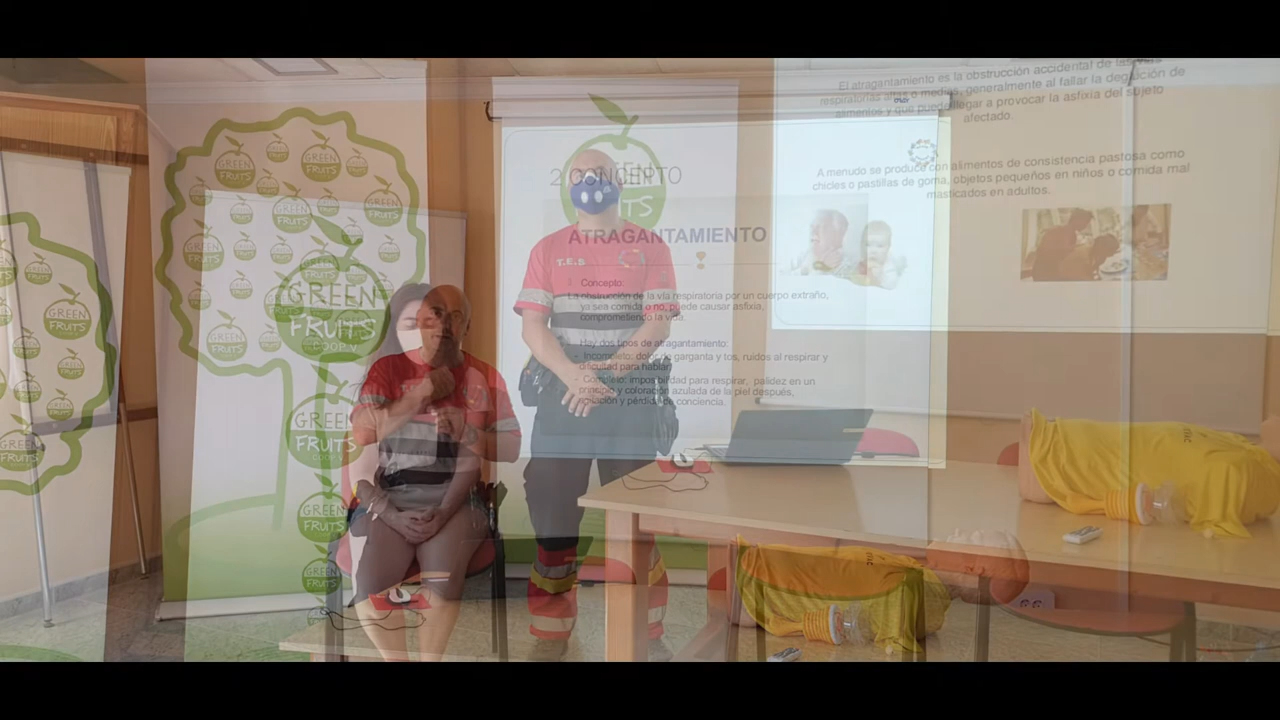 El atragantamiento es la obstrucción accidental de las vías
respiratorias altas o medias, generalmente al fallar la deglución de
alimentos y que puede llegar a provocar la asfixia del sujeto
afectado.
A menudo se produce con alimentos de consistencia pastosa como
chicles o pastillas de goma, objetos pequeños en niños o comida mal
masticados en adultos.
2 CONCEPTO
ATRAGANTAMIENTO
Concepto:
La obstrucción de la vía respiratoria por un cuerpo extraño,
ya sea comida o no, puede causar asfixia,
comprometiendo la vida.
Hay dos tipos de atragantamiento:
- Incompleto: dolor de garganta y tos, ruidos al respirar y
dificultad para hablar
- Completo: imposibilidad para respirar, palidez en un
principio y coloración azulada de la piel después,
y pérdida de conciencia.
T.E.S
GREEN
FRUITS
COOP.V
GREEN
FRUITS
GREEN
FRUITS
GREEN
FRUITS